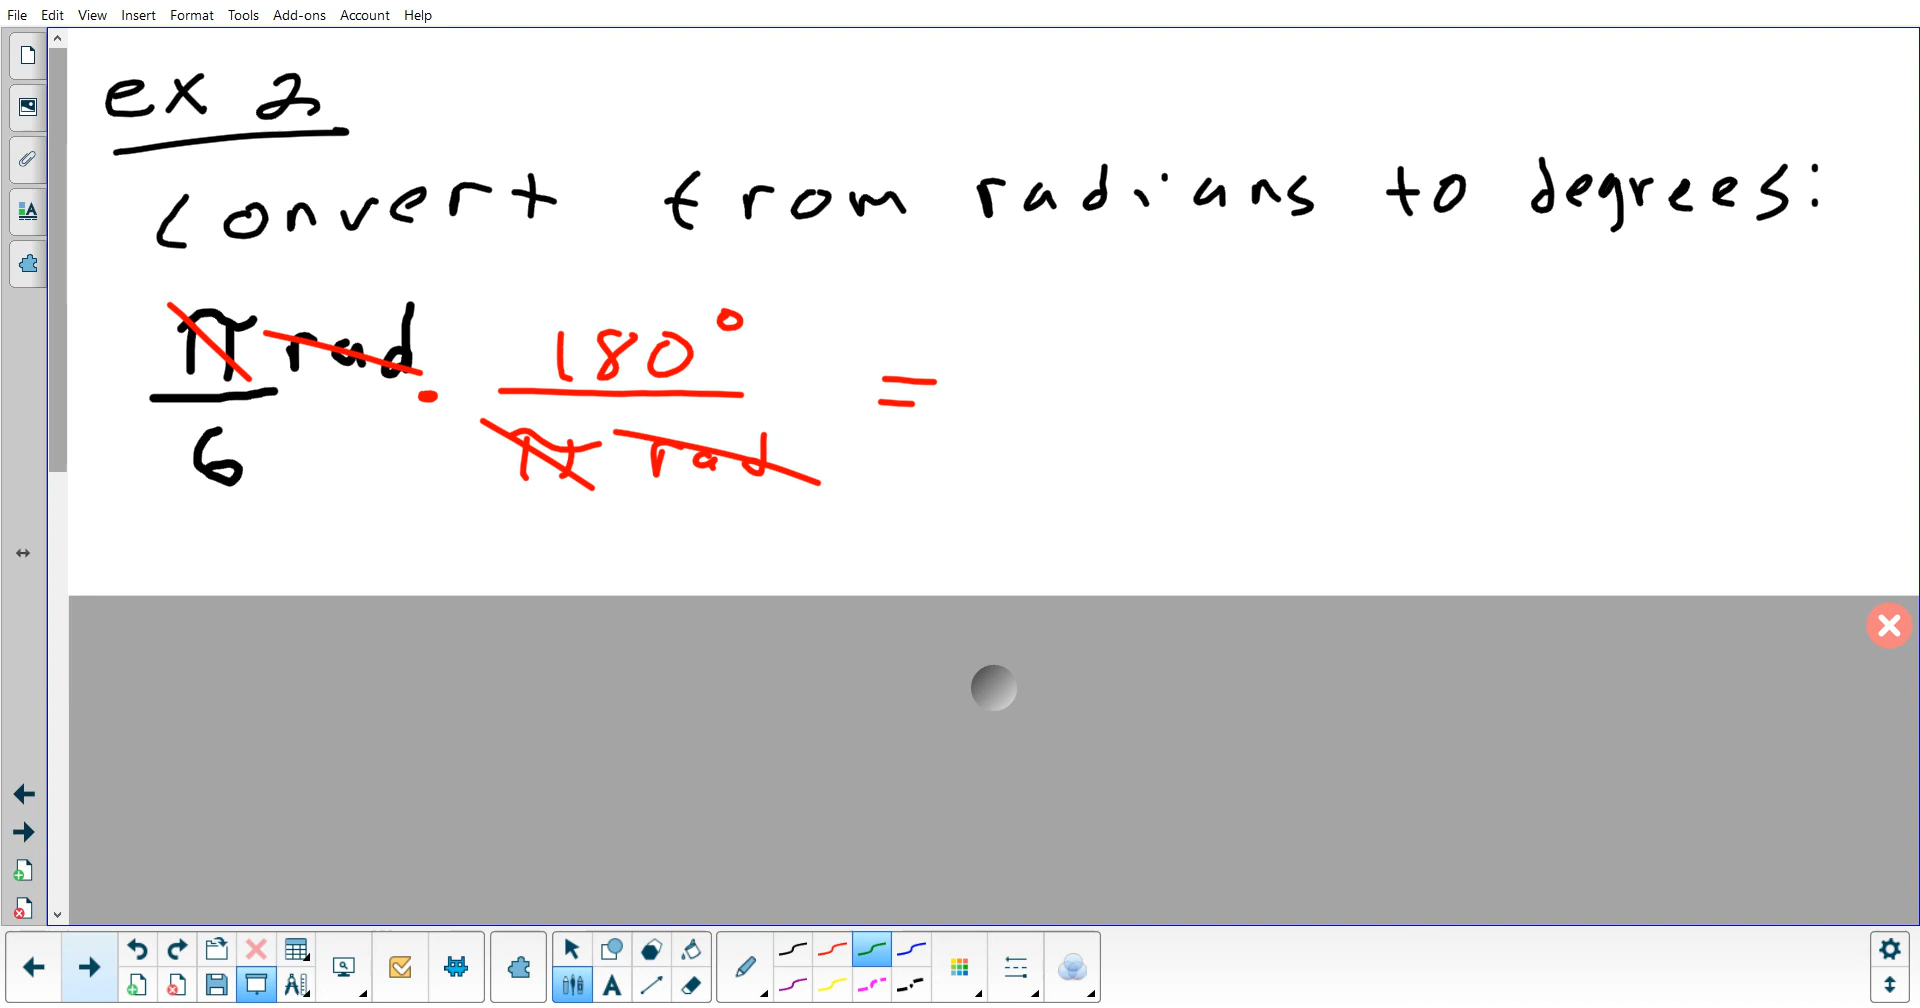 File Edit View Insert Format Tools Add-ons Account Help
ex 2
Convert from radians to degrees:
π rad · 180° =
6 π rad